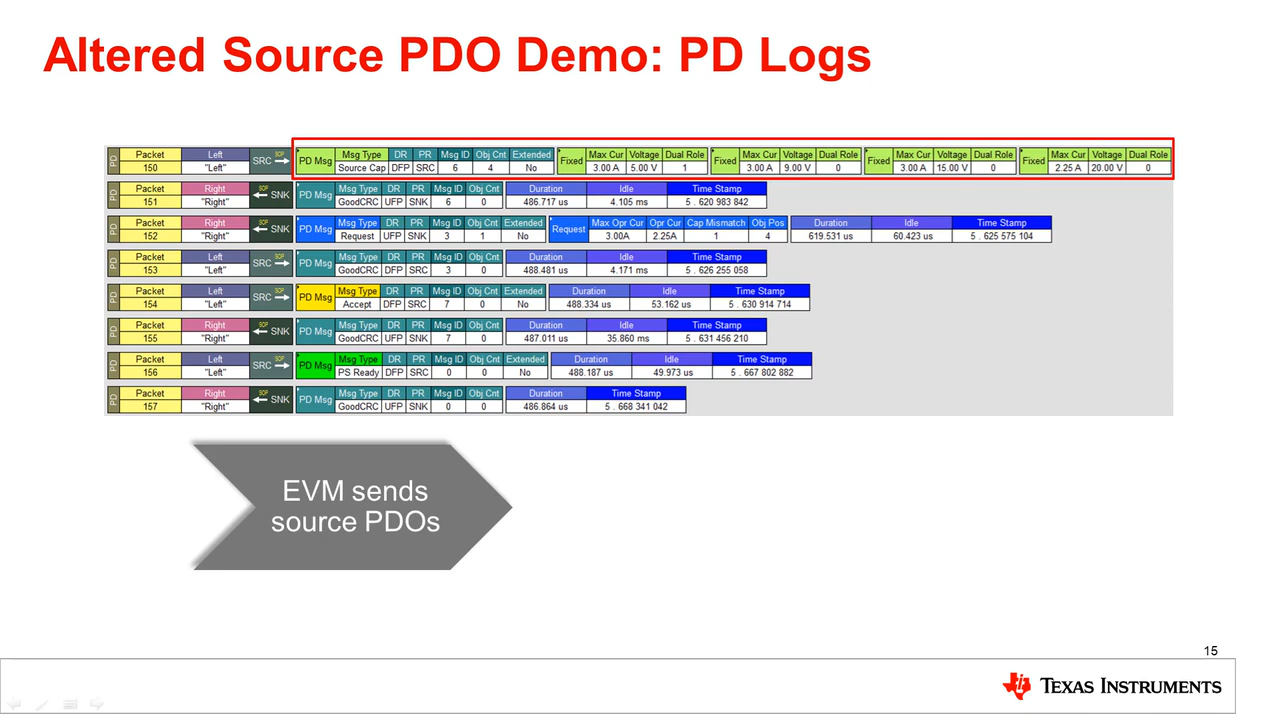 Altered Source PDO Demo: PD Logs
PD Packet Left SRC SOP PD Msg Msg Type DR PR Msg ID Obj Cnt Extended Fixed Max Cur Voltage Dual Role Fixed Max Cur Voltage Dual Role Fixed Max Cur Voltage Dual Role Fixed Max Cur Voltage Dual Role
150 "Left" Source Cap DFP SRC 6 4 No 3.00 A 5.00 V 1 3.00 A 9.00 V 0 3.00 A 15.00 V 0 2.25 A 20.00 V 0
PD Packet Right SOP SNK PD Msg Msg Type DR PR Msg ID Obj Cnt Duration Idle Time Stamp
151 "Right" GoodCRC UFP SNK 6 0 486.717 us 4.105 ms 5 . 620 983 842
PD Packet Right SOP SNK PD Msg Msg Type DR PR Msg ID Obj Cnt Extended Request Max Opr Cur Opr Cur Cap Mismatch Obj Pos Duration Idle Time Stamp
152 "Right" Request UFP SNK 3 1 No 3.00A 2.25A 1 4 619.531 us 60.423 us 5 . 625 575 104
PD Packet Left SRC SOP PD Msg Msg Type DR PR Msg ID Obj Cnt Duration Idle Time Stamp
153 "Left" GoodCRC DFP SRC 3 0 488.481 us 4.171 ms 5 . 626 255 058
PD Packet Left SRC SOP PD Msg Msg Type DR PR Msg ID Obj Cnt Extended Duration Idle Time Stamp
154 "Left" Accept DFP SRC 7 0 No 488.334 us 53.162 us 5 . 630 914 714
PD Packet Right SOP SNK PD Msg Msg Type DR PR Msg ID Obj Cnt Duration Idle Time Stamp
155 "Right" GoodCRC UFP SNK 7 0 487.011 us 35.860 ms 5 . 631 456 210
PD Packet Left SRC SOP PD Msg Msg Type DR PR Msg ID Obj Cnt Extended Duration Idle Time Stamp
156 "Left" PS Ready DFP SRC 0 0 No 488.187 us 49.973 us 5 . 667 802 882
PD Packet Right SOP SNK PD Msg Msg Type DR PR Msg ID Obj Cnt Duration Time Stamp
157 "Right" GoodCRC UFP SNK 0 0 486.864 us 5 . 668 341 042
EVM sends
source PDOs
15
TEXAS INSTRUMENTS